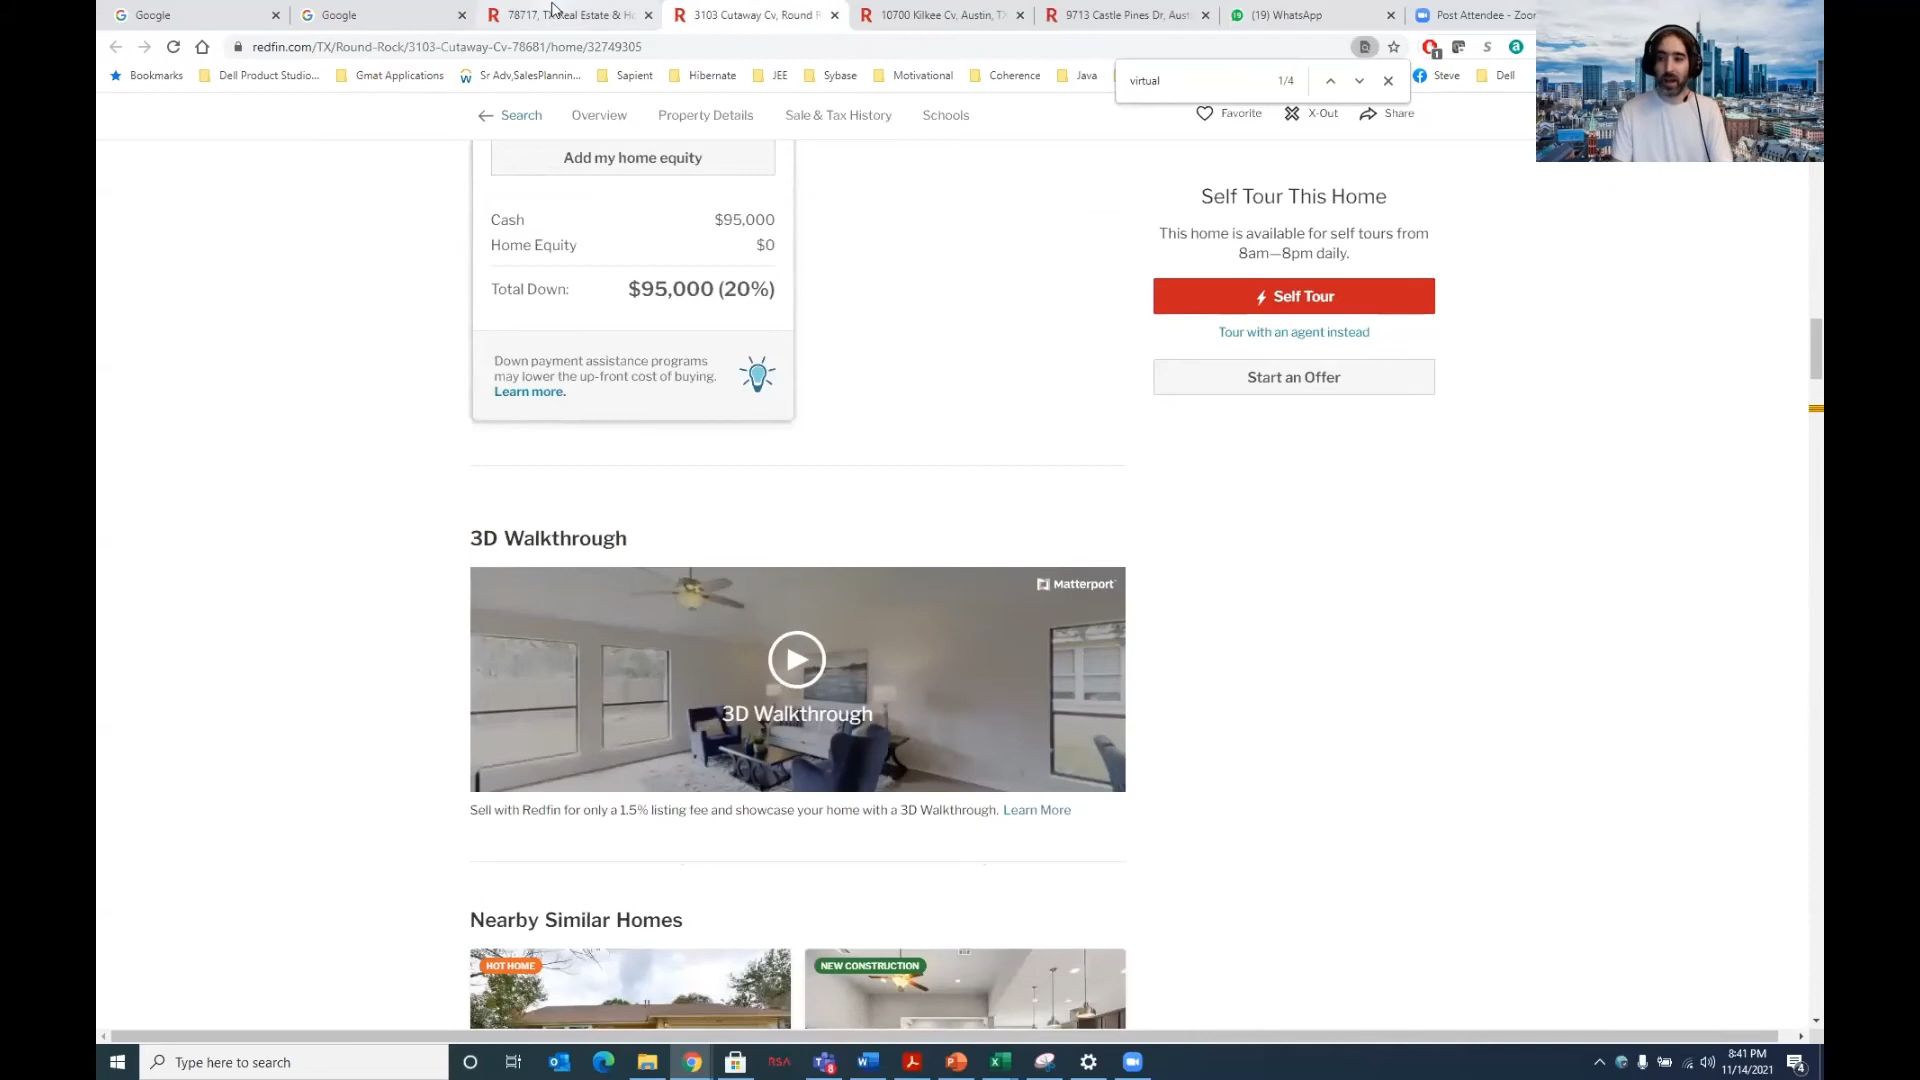 Google
Google
78717, TX Real Estate & Ho
3103 Cutaway Cv, Round R
10700 Kilkee Cv, Austin, T
9713 Castle Pines Dr, Aust
(19) WhatsApp
Post Attendee - Zoor
redfin.com/TX/Round-Rock/3103-Cutaway-Cv-78681/home/32749305
Bookmarks
Dell Product Studio...
Gmat Applications
Sr Adv,SalesPlannin...
Sapient
Hibernate
JEE
Sybase
Motivational
Coherence
Java
virtual 1/4
Steve
Dell
Search
Overview
Property Details
Sale & Tax History
Schools
Favorite
X-Out
Share
Add my home equity
Cash $95,000
Home Equity $0
Total Down: $95,000 (20%)
Down payment assistance programs
may lower the up-front cost of buying.
Learn more.
Self Tour This Home
This home is available for self tours from
8am—8pm daily.
Self Tour
Tour with an agent instead
Start an Offer
3D Walkthrough
Matterport
3D Walkthrough
Sell with Redfin for only a 1.5% listing fee and showcase your home with a 3D Walkthrough. Learn More
Nearby Similar Homes
HOT HOME
NEW CONSTRUCTION
Type here to search
RSA
8:41 PM
11/14/2021